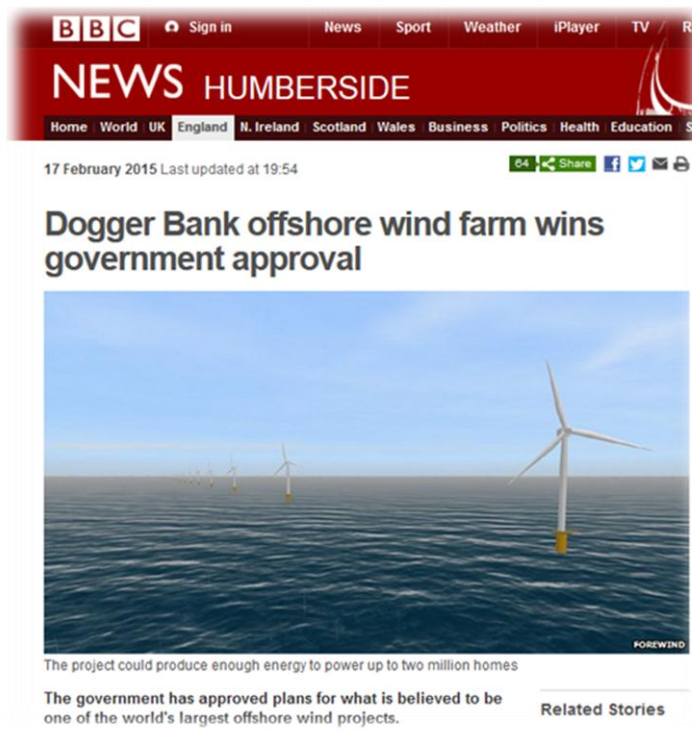 BBC Sign in News Sport Weather iPlayer TV R
NEWS HUMBERSIDE
Home World UK England N. Ireland Scotland Wales Business Politics Health Education S
17 February 2015 Last updated at 19:54
64 Share f
Dogger Bank offshore wind farm wins
government approval
FOREWIND
The project could produce enough energy to power up to two million homes
The government has approved plans for what is believed to be
one of the world's largest offshore wind projects.
Related Stories